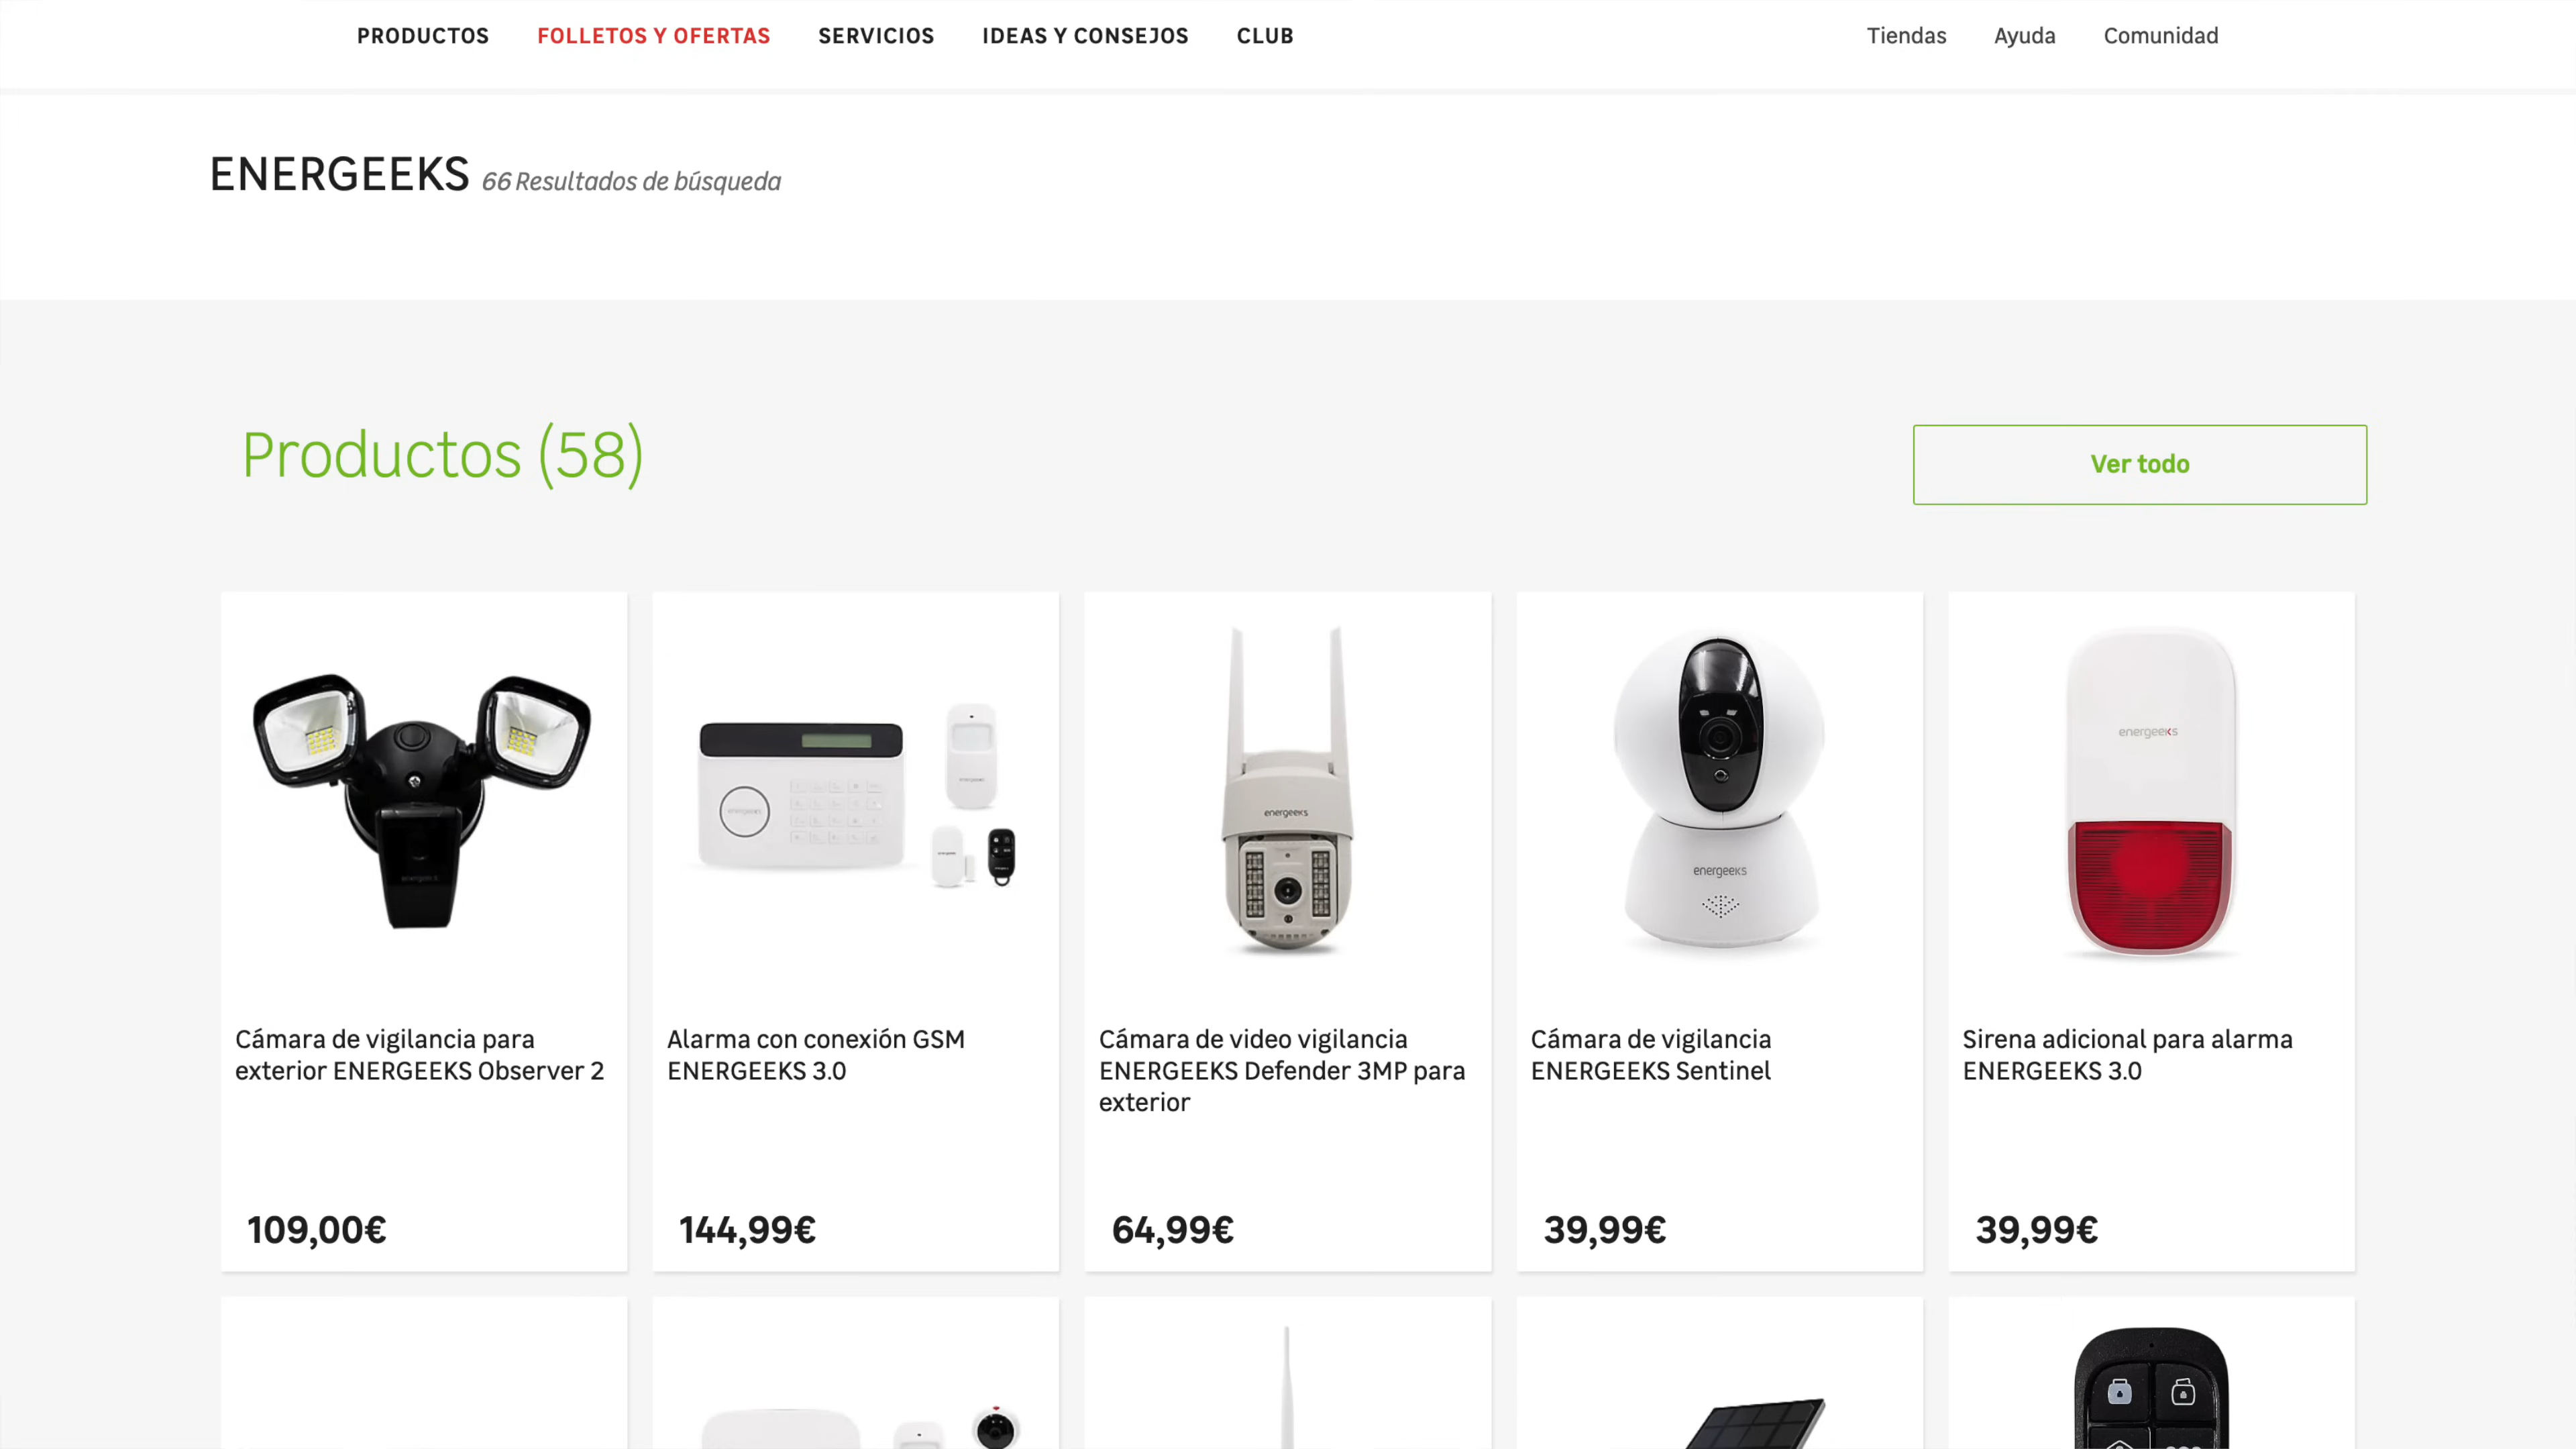 PRODUCTOS FOLLETOS Y OFERTAS SERVICIOS IDEAS Y CONSEJOS CLUB Tiendas Ayuda Comunidad
ENERGEEKS 66 Resultados de búsqueda
Productos (58)
Ver todo
energeeks
energeeks
energeeks
Cámara de vigilancia para
exterior ENERGEEKS Observer 2
109,00€
Alarma con conexión GSM
ENERGEEKS 3.0
144,99€
Cámara de video vigilancia
ENERGEEKS Defender 3MP para
exterior
64,99€
Cámara de vigilancia
ENERGEEKS Sentinel
39,99€
Sirena adicional para alarma
ENERGEEKS 3.0
39,99€